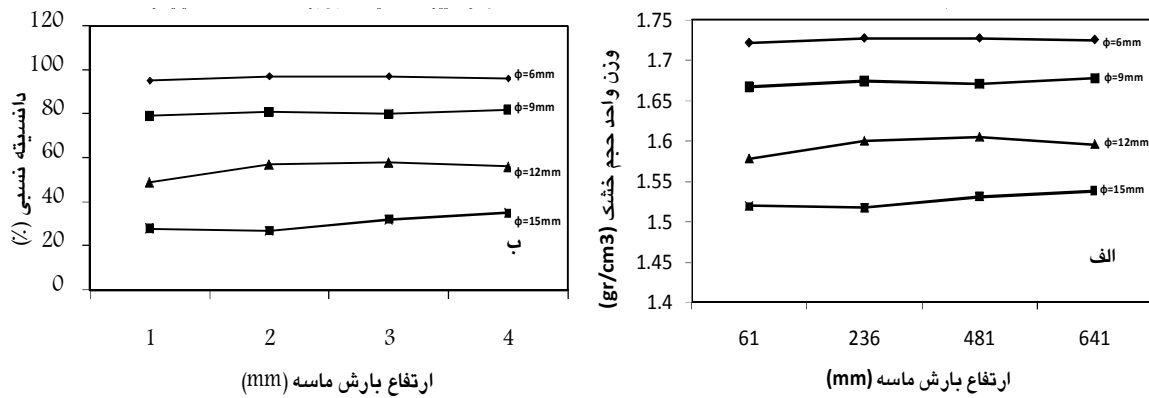 120
100
80
60
40
20
0
دانسیته نسبی (٪)
ϕ=6mm
ϕ=9mm
ϕ=12mm
ϕ=15mm
ب
1 2 3 4
ارتفاع بارش ماسه (mm)
1.75
1.7
1.65
1.6
1.55
1.5
1.45
1.4
وزن واحد حجم خشک (gr/cm3)
ϕ=6mm
ϕ=9mm
ϕ=12mm
ϕ=15mm
الف
61 236 481 641
ارتفاع بارش ماسه (mm)